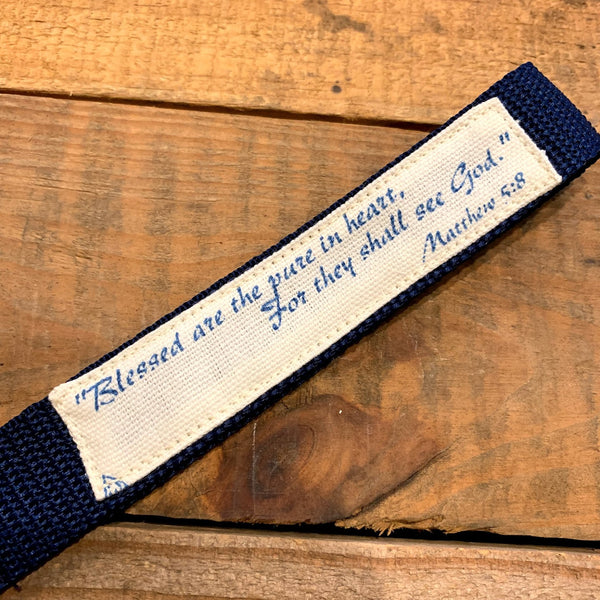 "Blessed are the pure in heart,
For they shall see God."
Matthew 5:8